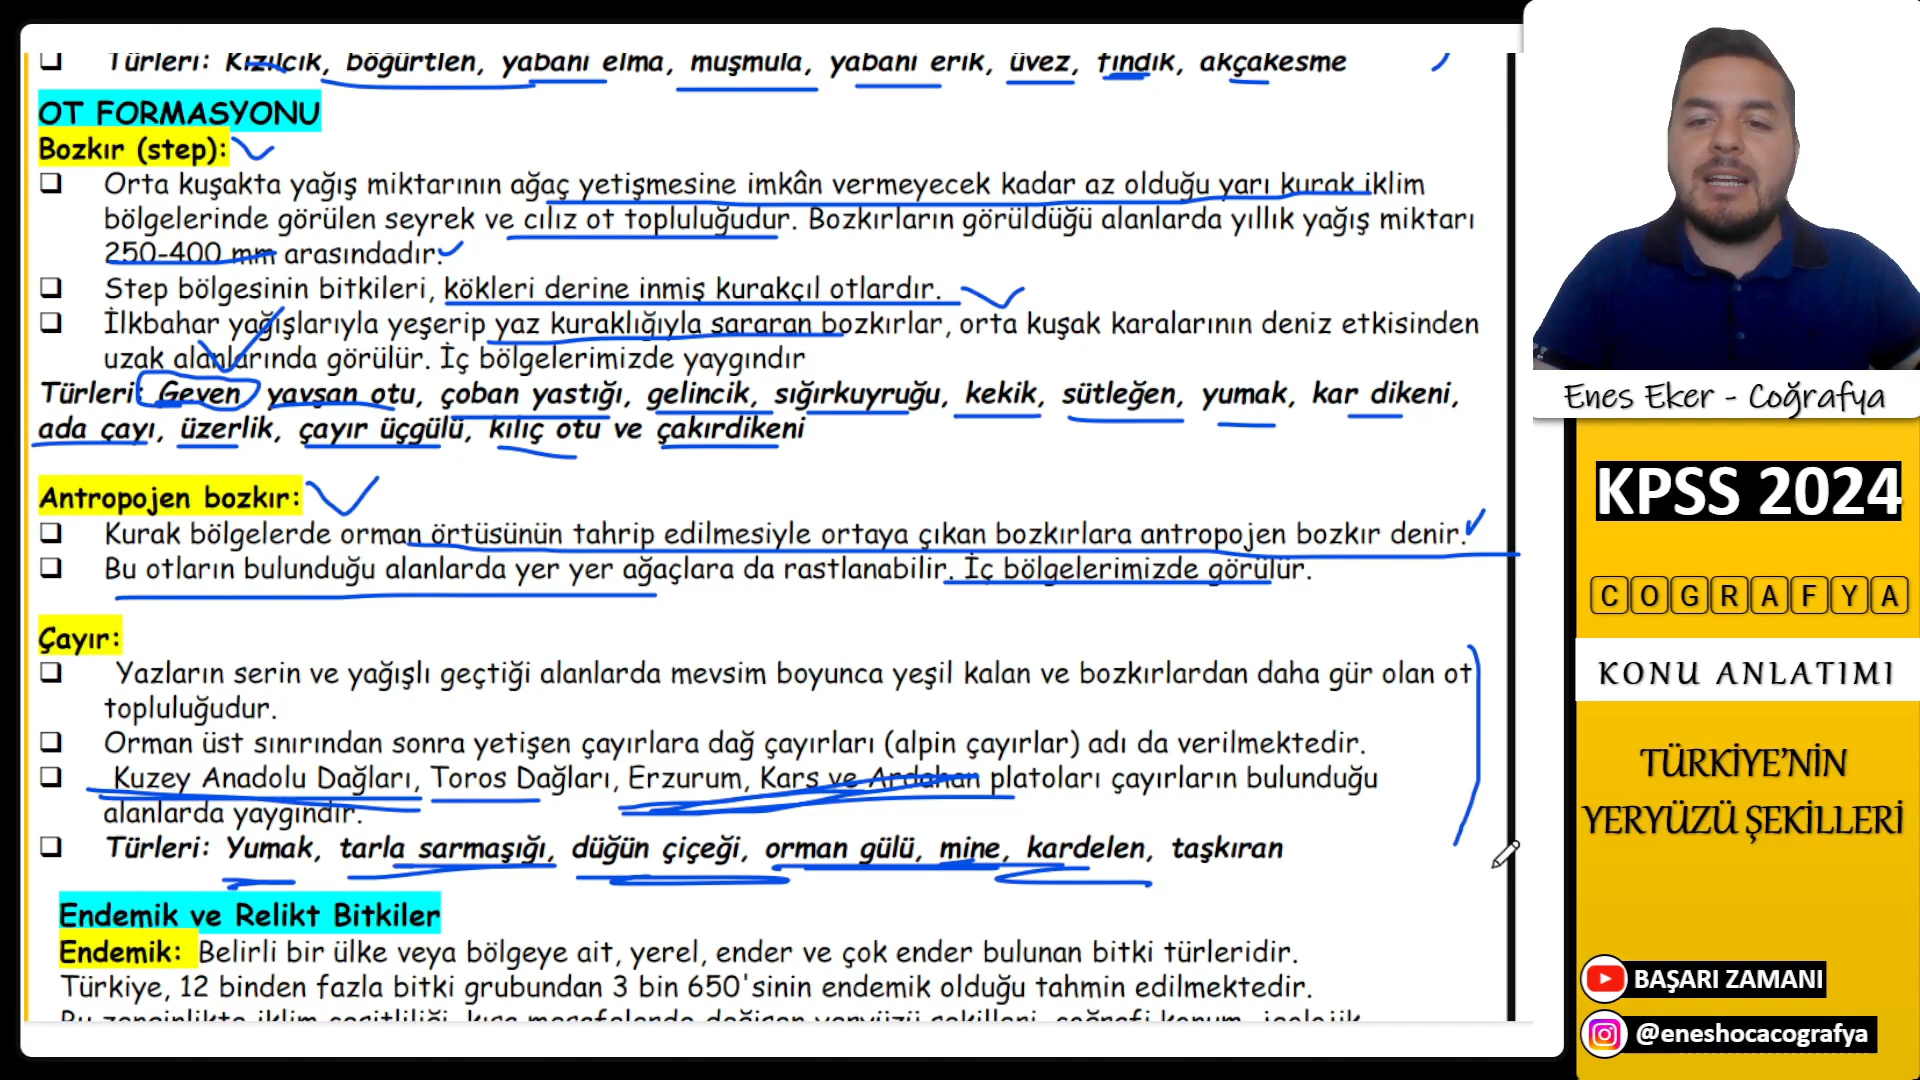 Türleri: Kızılcık, böğürtlen, yabani elma, muşmula, yabani erik, üvez, fındık, akçakesme
OT FORMASYONU
Bozkır (step):
Orta kuşakta yağış miktarının ağaç yetişmesine imkân vermeyecek kadar az olduğu yarı kurak iklim
bölgelerinde görülen seyrek ve cılız ot topluluğudur. Bozkırların görüldüğü alanlarda yıllık yağış miktarı
250-400 mm arasındadır.
Step bölgesinin bitkileri, kökleri derine inmiş kurakçıl otlardır.
İlkbahar yağışlarıyla yeşerip yaz kuraklığıyla sararan bozkırlar, orta kuşak karalarının deniz etkisinden
uzak alanlarında görülür. İç bölgelerimizde yaygındır
Türleri: Geven yavşan otu, çoban yastığı, gelincik, sığırkuyruğu, kekik, sütleğen, yumak, kar dikeni,
ada çayı, üzerlik, çayır üçgülü, kılıç otu ve çakırdikeni
Antropojen bozkır:
Kurak bölgelerde orman örtüsünün tahrip edilmesiyle ortaya çıkan bozkırlara antropojen bozkır denir.
Bu otların bulunduğu alanlarda yer yer ağaçlara da rastlanabilir. İç bölgelerimizde görülür.
Çayır:
Yazların serin ve yağışlı geçtiği alanlarda mevsim boyunca yeşil kalan ve bozkırlardan daha gür olan ot
topluluğudur.
Orman üst sınırından sonra yetişen çayırlara dağ çayırları (alpin çayırlar) adı da verilmektedir.
Kuzey Anadolu Dağları, Toros Dağları, Erzurum, Kars ve Ardahan platoları çayırların bulunduğu
alanlarda yaygındır.
Türleri: Yumak, tarla sarmaşığı, düğün çiçeği, orman gülü, mine, kardelen, taşkıran
Endemik ve Relikt Bitkiler
Endemik: Belirli bir ülke veya bölgeye ait, yerel, ender ve çok ender bulunan bitki türleridir.
Türkiye, 12 binden fazla bitki grubundan 3 bin 650'sinin endemik olduğu tahmin edilmektedir.
Enes Eker - Coğrafya
KPSS 2024
COGRAFYA
KONU ANLATIMI
TÜRKİYE'NİN
YERYÜZÜ ŞEKİLLERİ
BAŞARI ZAMANI
@eneshocacografya